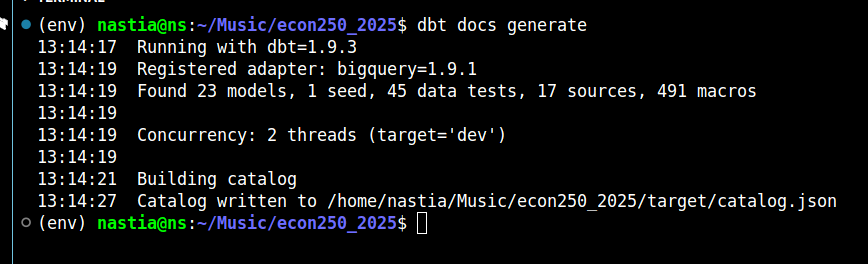 (env) nastia@ns:~/Music/econ250_2025$ dbt docs generate
13:14:17  Running with dbt=1.9.3
13:14:19  Registered adapter: bigquery=1.9.1
13:14:19  Found 23 models, 1 seed, 45 data tests, 17 sources, 491 macros
13:14:19
13:14:19  Concurrency: 2 threads (target='dev')
13:14:19
13:14:21  Building catalog
13:14:27  Catalog written to /home/nastia/Music/econ250_2025/target/catalog.json
(env) nastia@ns:~/Music/econ250_2025$